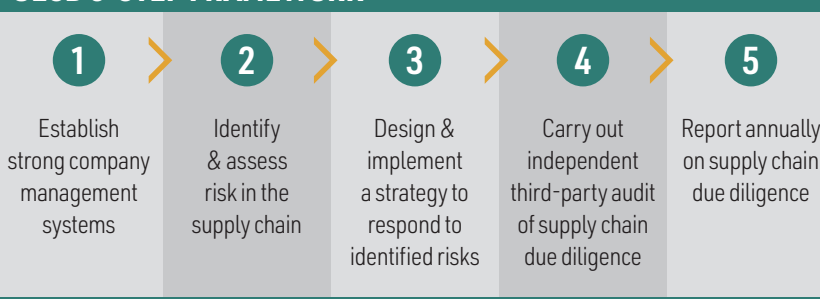 1
Establish
strong company
management
systems
2
Identify
& assess
risk in the
supply chain
3
Design &
implement
a strategy to
respond to
identified risks
4
Carry out
independent
third-party audit
of supply chain
due diligence
5
Report annually
on supply chain
due diligence